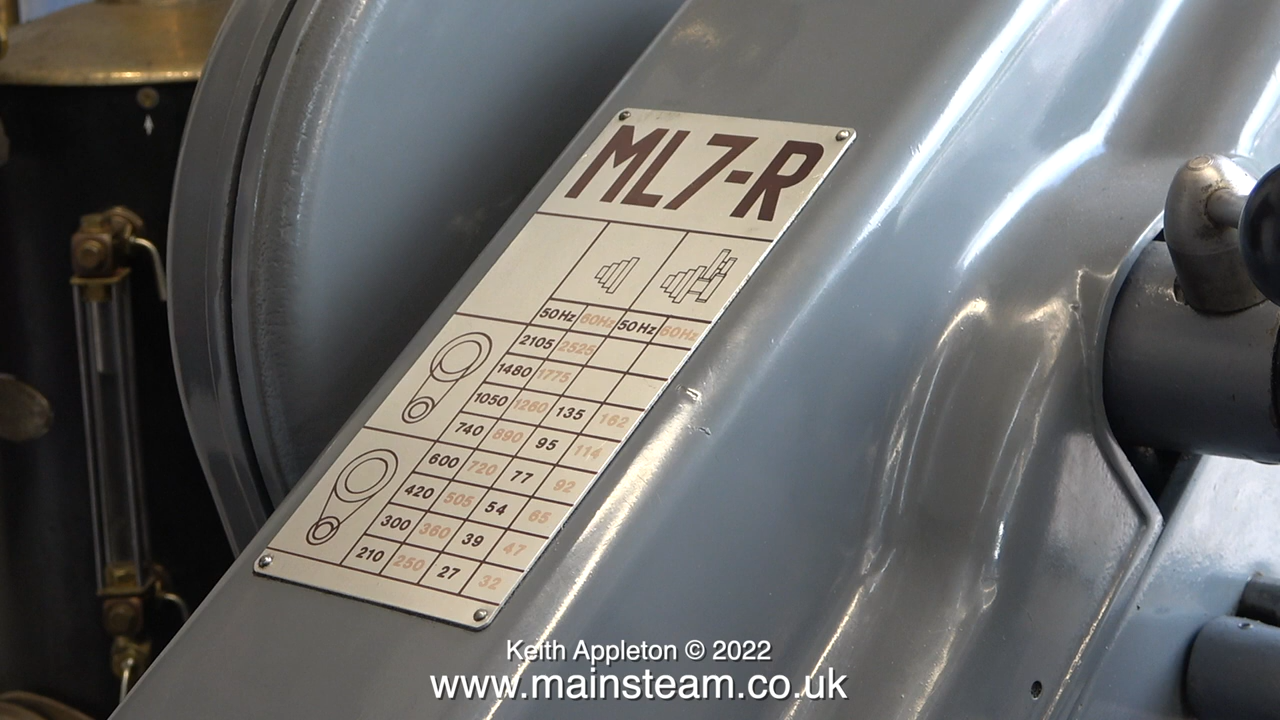 ML7-R
50Hz 60Hz 50Hz 60Hz
2105 2525
1480 1775
1050 1260 135 162
740 890 95 114
600 720 77 92
420 505 54 65
300 360 39 47
210 250 27 32
Keith Appleton © 2022
www.mainsteam.co.uk